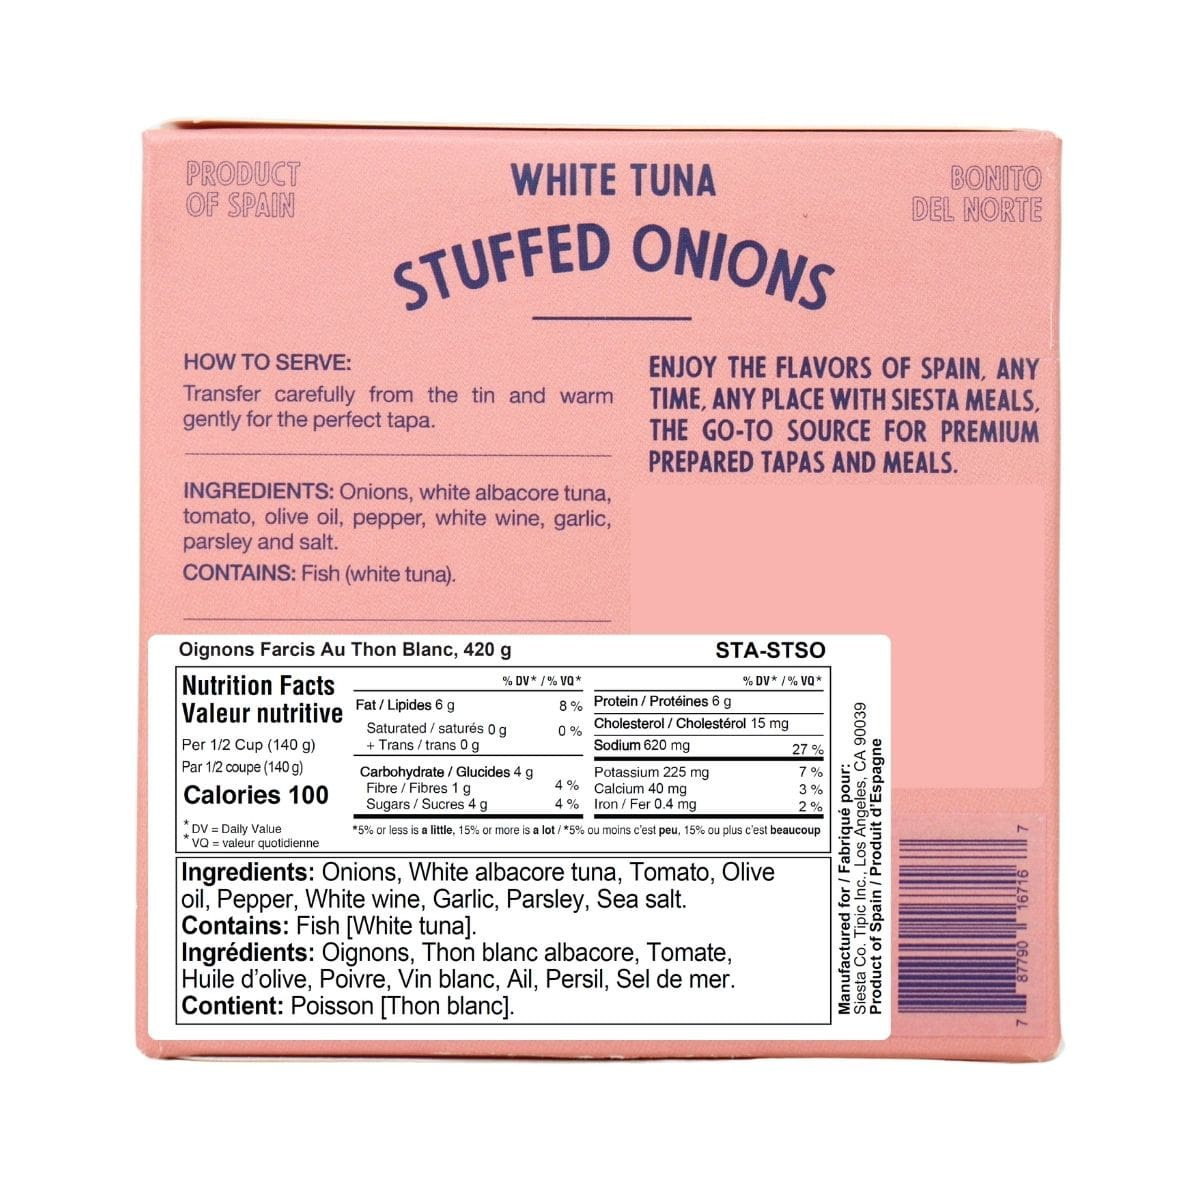 PRODUCT
OF SPAIN
WHITE TUNA
STUFFED ONIONS
BONITO
DEL NORTE
HOW TO SERVE:
Transfer carefully from the tin and warm
gently for the perfect tapa.
INGREDIENTS: Onions, white albacore tuna,
tomato, olive oil, pepper, white wine, garlic,
parsley and salt.
CONTAINS: Fish (white tuna).
ENJOY THE FLAVORS OF SPAIN, ANY
TIME, ANY PLACE WITH SIESTA MEALS,
THE GO-TO SOURCE FOR PREMIUM
PREPARED TAPAS AND MEALS.
Oignons Farcis Au Thon Blanc, 420 g
STA-STSO
Nutrition Facts
Valeur nutritive
Per 1/2 Cup (140 g)
Par 1/2 coupe (140 g)
Calories 100
* DV = Daily Value
* VQ = valeur quotidienne
% DV* / % VQ*
Fat / Lipides 6 g 8 %
Saturated / saturés 0 g 0 %
+ Trans / trans 0 g
Carbohydrate / Glucides 4 g
Fibre / Fibres 1 g 4 %
Sugars / Sucres 4 g 4 %
% DV* / % VQ*
Protein / Protéines 6 g
Cholesterol / Cholestérol 15 mg
Sodium 620 mg 27 %
Potassium 225 mg 7 %
Calcium 40 mg 3 %
Iron / Fer 0.4 mg 2 %
*5% or less is a little, 15% or more is a lot / *5% ou moins c'est peu, 15% ou plus c'est beaucoup
Ingredients: Onions, White albacore tuna, Tomato, Olive
oil, Pepper, White wine, Garlic, Parsley, Sea salt.
Contains: Fish [White tuna].
Ingrédients: Oignons, Thon blanc albacore, Tomate,
Huile d'olive, Poivre, Vin blanc, Ail, Persil, Sel de mer.
Contient: Poisson [Thon blanc].
Manufactured for / Fabriqué pour:
Siesta Co. Tipic Inc., Los Angeles, CA 90039
Product of Spain / Produit d'Espagne
7 87790 16716 7